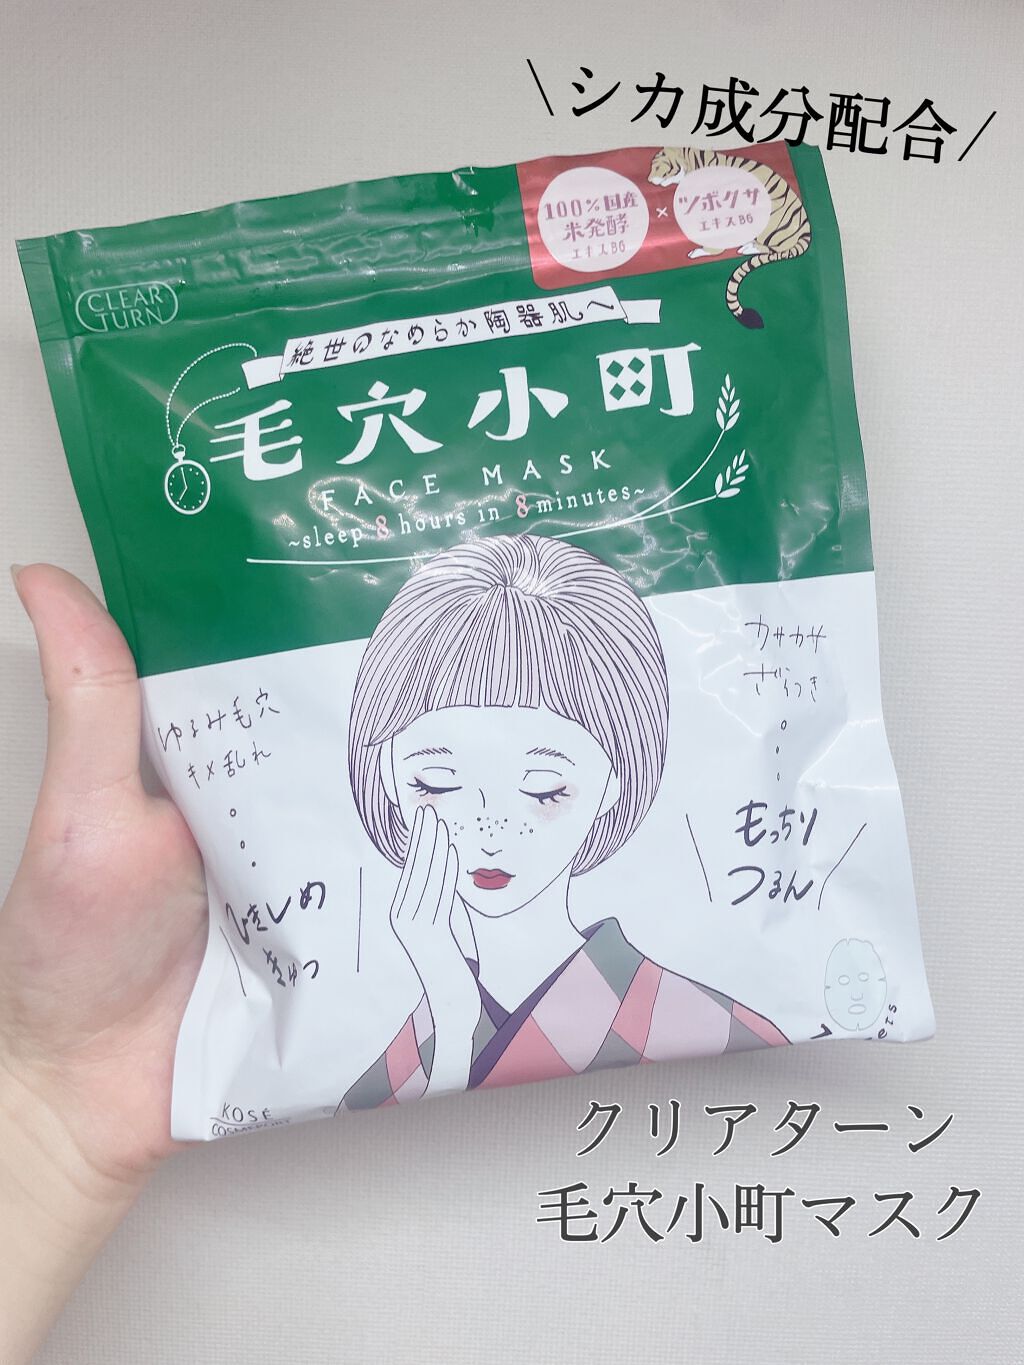 \シカ成分配合/
100%国産
米発酵
エキスBG
×
ツボクサ
エキスBG
CICA
CLEAR
TURN
絶世のなめらか陶器肌へ
毛穴小町
FACE MASK
~sleep 8 hours in 8 minutes~
カサカサ
ざらつき
もっちり
つるん
ゆるみ毛穴
キメ乱れ
ひきしめ
きゅっ
KOSÉ
COSMEPORT
クリアターン
毛穴小町マスク